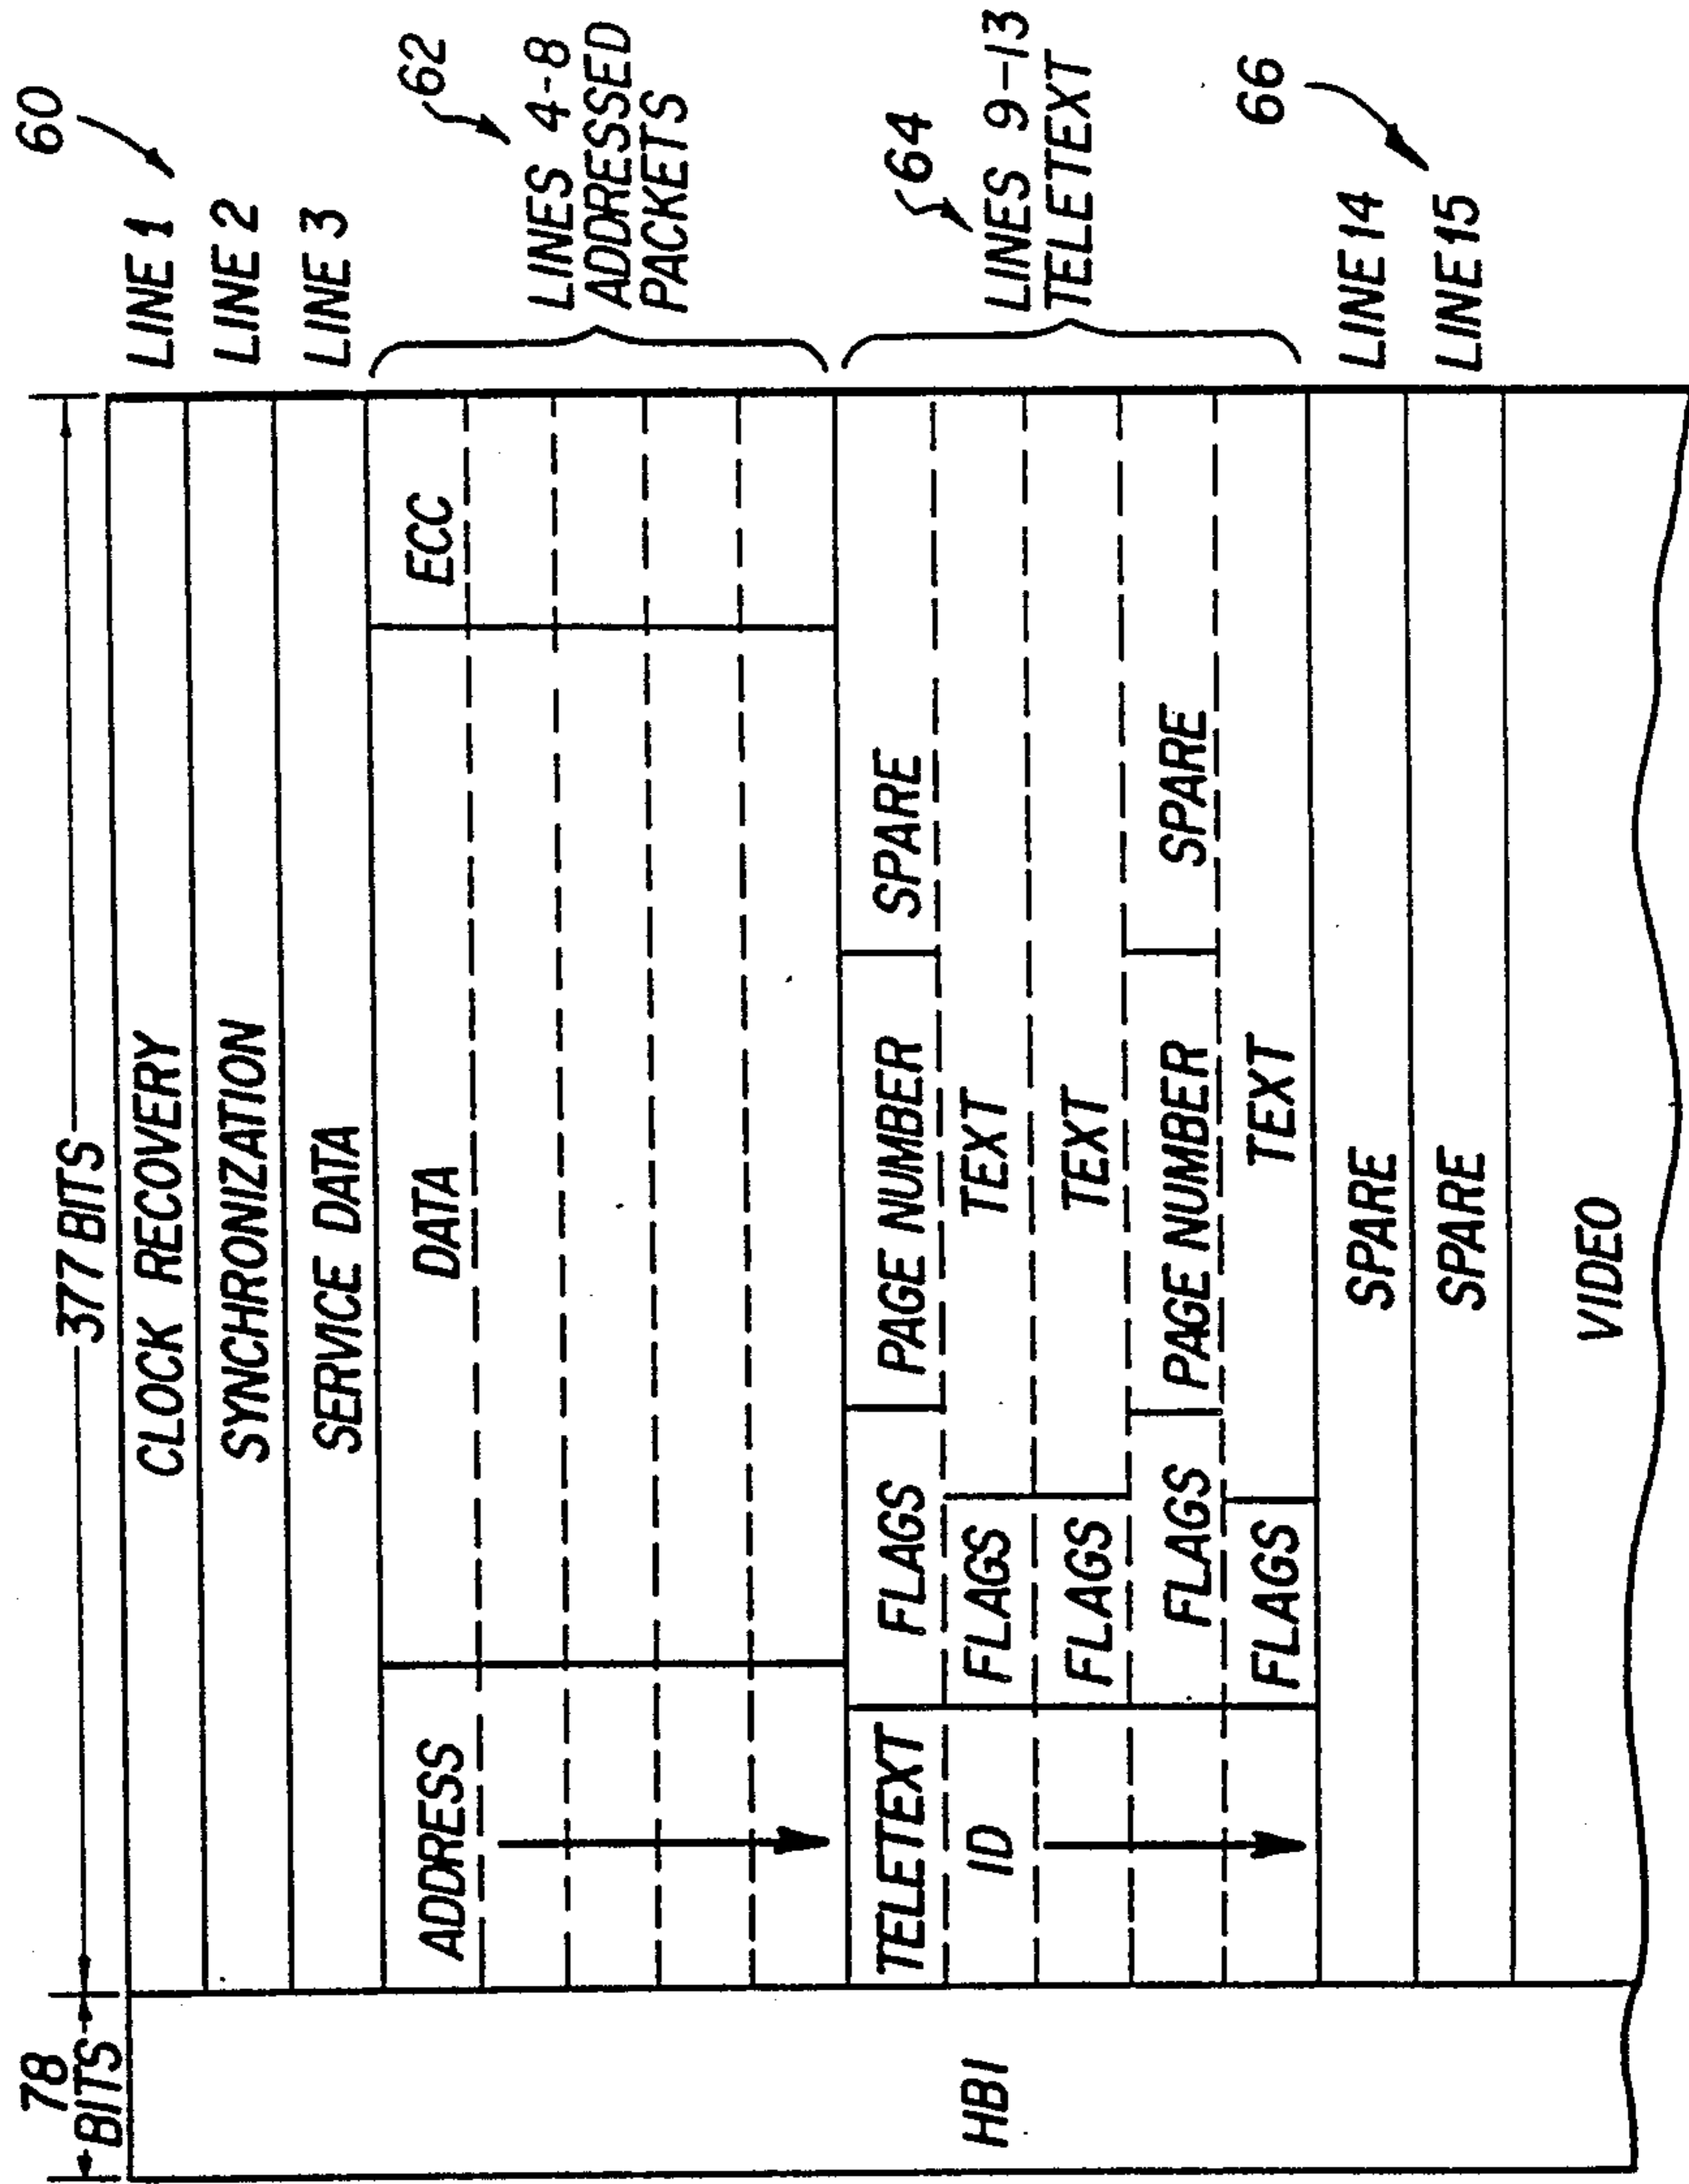 78
BITS
377 BITS
60
CLOCK RECOVERY
LINE 1
SYNCHRONIZATION
LINE 2
SERVICE DATA
LINE 3
62
ADDRESS
DATA
ECC
LINES 4-8
ADDRESSED
PACKETS
64
TELETEXT
FLAGS
PAGE NUMBER
SPARE
ID
FLAGS
TEXT
LINES 9-13
TELETEXT
FLAGS
TEXT
FLAGS
PAGE NUMBER
SPARE
FLAGS
TEXT
66
HBI
SPARE
LINE 14
SPARE
LINE 15
VIDEO